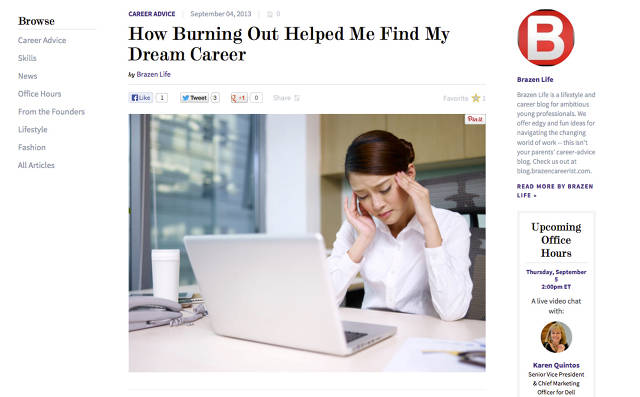 Browse
Career Advice
Skills
News
Office Hours
From the Founders
Lifestyle
Fashion
All Articles
CAREER ADVICE | September 04, 2013 | 0
How Burning Out Helped Me Find My
Dream Career
by Brazen Life
Like 1 Tweet 3 +1 0 Share Favorite 1
Pin it
B
Brazen Life
Brazen Life is a lifestyle and
career blog for ambitious
young professionals. We
offer edgy and fun ideas for
navigating the changing
world of work – this isn't
your parents' career-advice
blog. Check us out at
blog.brazencareerist.com.
READ MORE BY BRAZEN
LIFE »
Upcoming
Office
Hours
Thursday, September
5
2:00pm ET
A live video chat
with:
Karen Quintos
Senior Vice President
& Chief Marketing
Officer for Dell